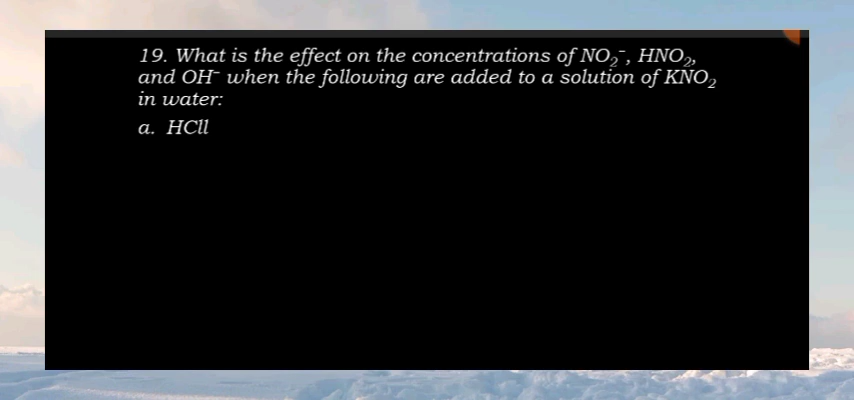 19. What is the effect on the concentrations of NO₂⁻, HNO₂,
and OH⁻ when the following are added to a solution of KNO₂
in water:
a. HCll